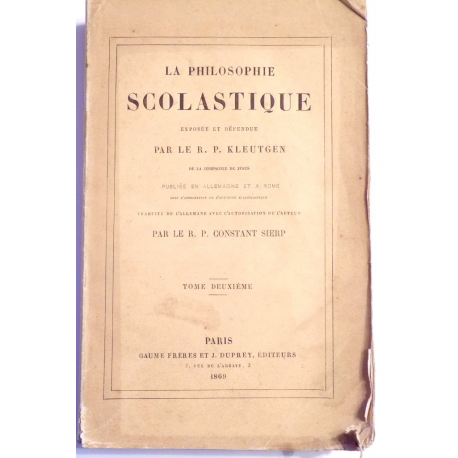 LA PHILOSOPHIE
SCOLASTIQUE
EXPOSÉE ET DÉFENDUE
PAR LE R. P. KLEUTGEN
DE LA COMPAGNIE DE JÉSUS
PUBLIÉE EN ALLEMAGNE ET A ROME
TRADUITE DE L'ALLEMAND AVEC L'AUTORISATION DE L'AUTEUR
PAR LE R. P. CONSTANT SIERP
TOME DEUXIÈME
PARIS
GAUME FRÈRES ET J. DUPREY, ÉDITEURS
3, RUE DE L'ABBAYE, 3
1869